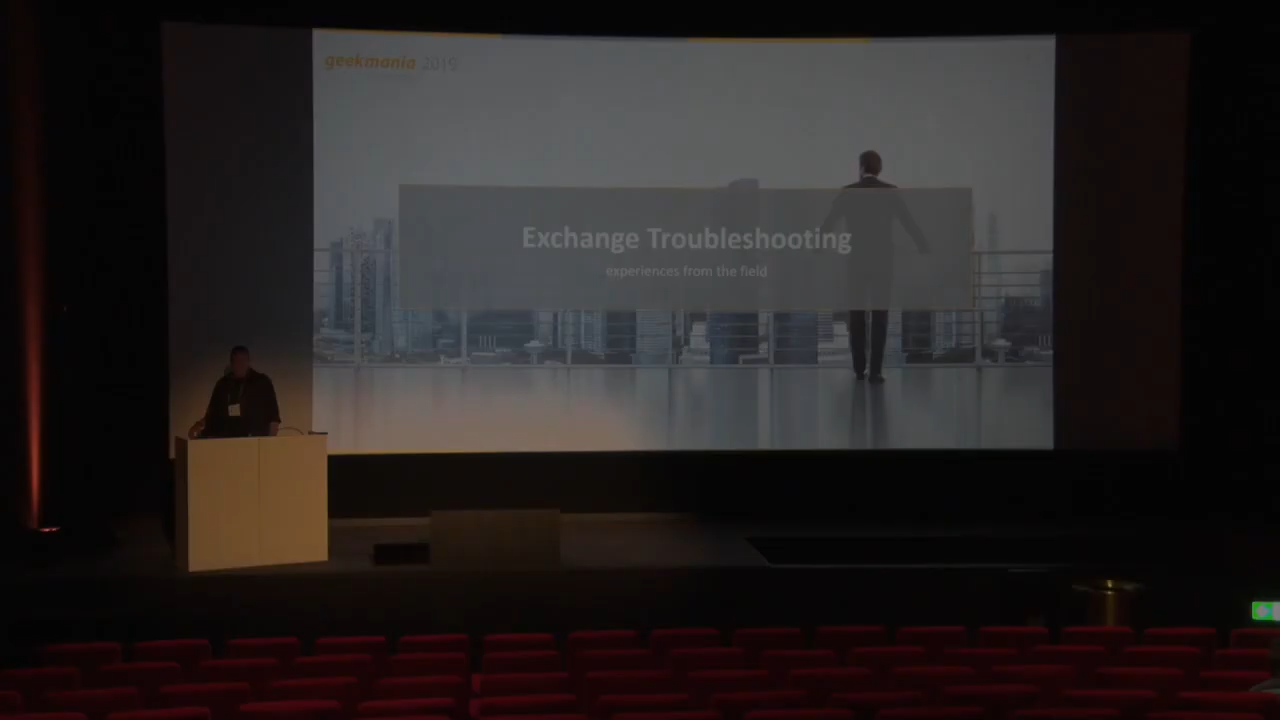 geekmania 2019
Exchange Troubleshooting
experiences from the field